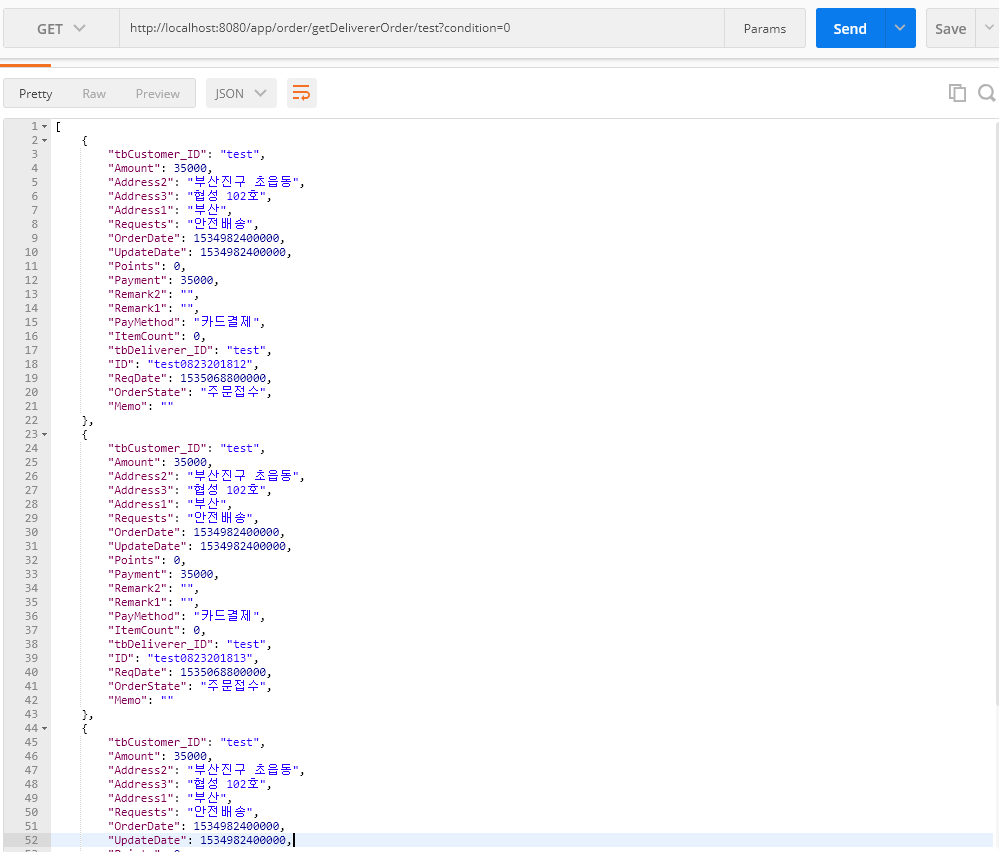 GET http://localhost:8080/app/order/getDelivererOrder/test?condition=0 Params Send Save
Pretty Raw Preview JSON
1 [
2 {
3 "tbCustomer_ID": "test",
4 "Amount": 35000,
5 "Address2": "부산진구 초읍동",
6 "Address3": "협성 102호",
7 "Address1": "부산",
8 "Requests": "안전배송",
9 "OrderDate": 1534982400000,
10 "UpdateDate": 1534982400000,
11 "Points": 0,
12 "Payment": 35000,
13 "Remark2": "",
14 "Remark1": "",
15 "PayMethod": "카드결제",
16 "ItemCount": 0,
17 "tbDeliverer_ID": "test",
18 "ID": "test0823201812",
19 "ReqDate": 1535068800000,
20 "OrderState": "주문접수",
21 "Memo": ""
22 },
23 {
24 "tbCustomer_ID": "test",
25 "Amount": 35000,
26 "Address2": "부산진구 초읍동",
27 "Address3": "협성 102호",
28 "Address1": "부산",
29 "Requests": "안전배송",
30 "OrderDate": 1534982400000,
31 "UpdateDate": 1534982400000,
32 "Points": 0,
33 "Payment": 35000,
34 "Remark2": "",
35 "Remark1": "",
36 "PayMethod": "카드결제",
37 "ItemCount": 0,
38 "tbDeliverer_ID": "test",
39 "ID": "test0823201813",
40 "ReqDate": 1535068800000,
41 "OrderState": "주문접수",
42 "Memo": ""
43 },
44 {
45 "tbCustomer_ID": "test",
46 "Amount": 35000,
47 "Address2": "부산진구 초읍동",
48 "Address3": "협성 102호",
49 "Address1": "부산",
50 "Requests": "안전배송",
51 "OrderDate": 1534982400000,
52 "UpdateDate": 1534982400000,